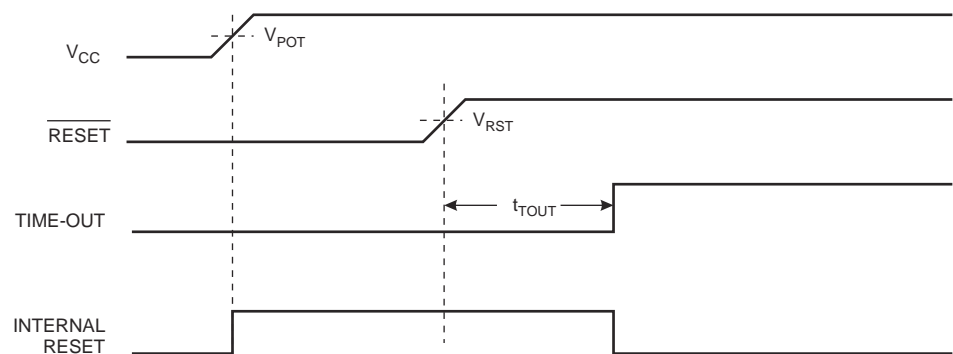 V_POT
V_CC
RESET
V_RST
TIME-OUT
t_TOUT
INTERNAL
RESET